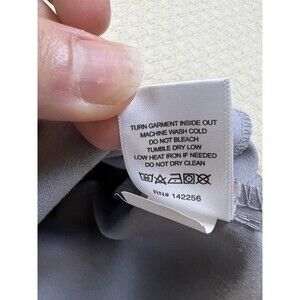 TURN GARMENT INSIDE OUT
MACHINE WASH COLD
DO NOT BLEACH
TUMBLE DRY LOW
LOW HEAT IRON IF NEEDED
DO NOT DRY CLEAN
RN# 142256